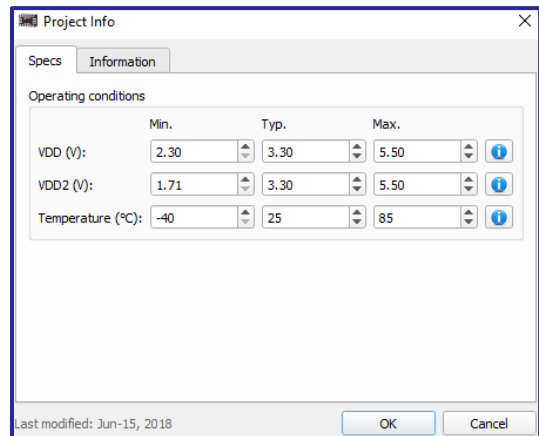 Project Info
Specs Information
Operating conditions
Min. Typ. Max.
VDD (V): 2.30 3.30 5.50
VDD2 (V): 1.71 3.30 5.50
Temperature (°C): -40 25 85
Last modified: Jun-15, 2018 OK Cancel